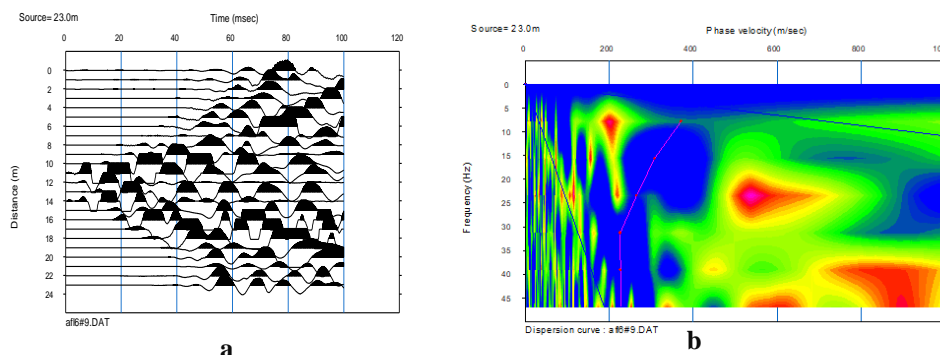 Source= 23.0m
Time (msec)
0 20 40 60 80 100 120
Distance (m)
0
2
4
6
8
10
12
14
16
18
20
22
24
afl6#9.DAT
a
Source= 23.0m
Phase velocity (m/sec)
0 200 400 600 800
Frequency (Hz)
0
5
10
15
20
25
30
35
40
45
Dispersion curve : afl6#9.DAT
b